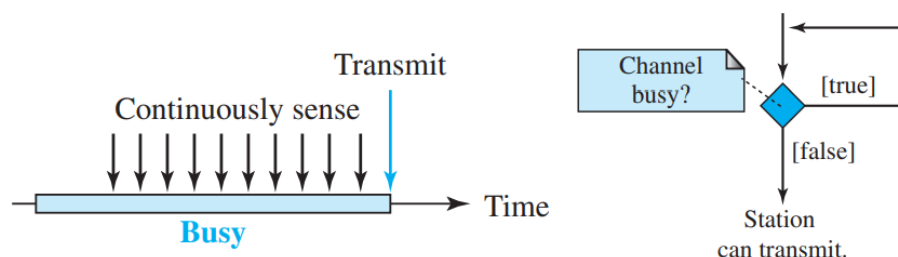 Transmit
Continuously sense
Time
Busy
Channel
busy?
[true]
[false]
Station
can transmit.